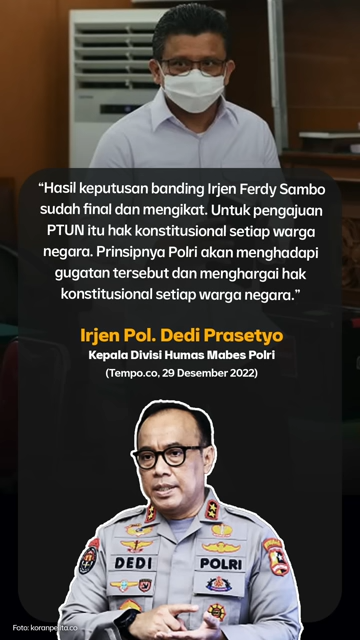 “Hasil keputusan banding Irjen Ferdy Sambo
sudah final dan mengikat. Untuk pengajuan
PTUN itu hak konstitusional setiap warga
negara. Prinsipnya Polri akan menghadapi
gugatan tersebut dan menghargai hak
konstitusional setiap warga negara.”
Irjen Pol. Dedi Prasetyo
Kepala Divisi Humas Mabes Polri
(Tempo.co, 29 Desember 2022)
DEDI
POLRI
Foto: koranpelita.co